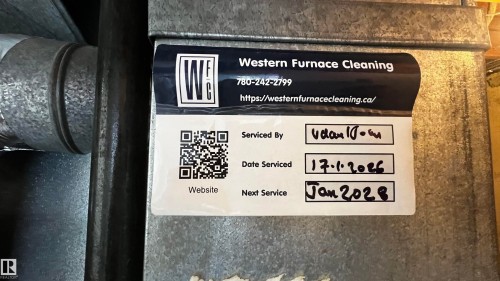 WFC
Western Furnace Cleaning
780-242-2799
https://westernfurnacecleaning.ca/
Serviced By
Date Serviced 17.1.2026
Next Service Jan 2028
Website